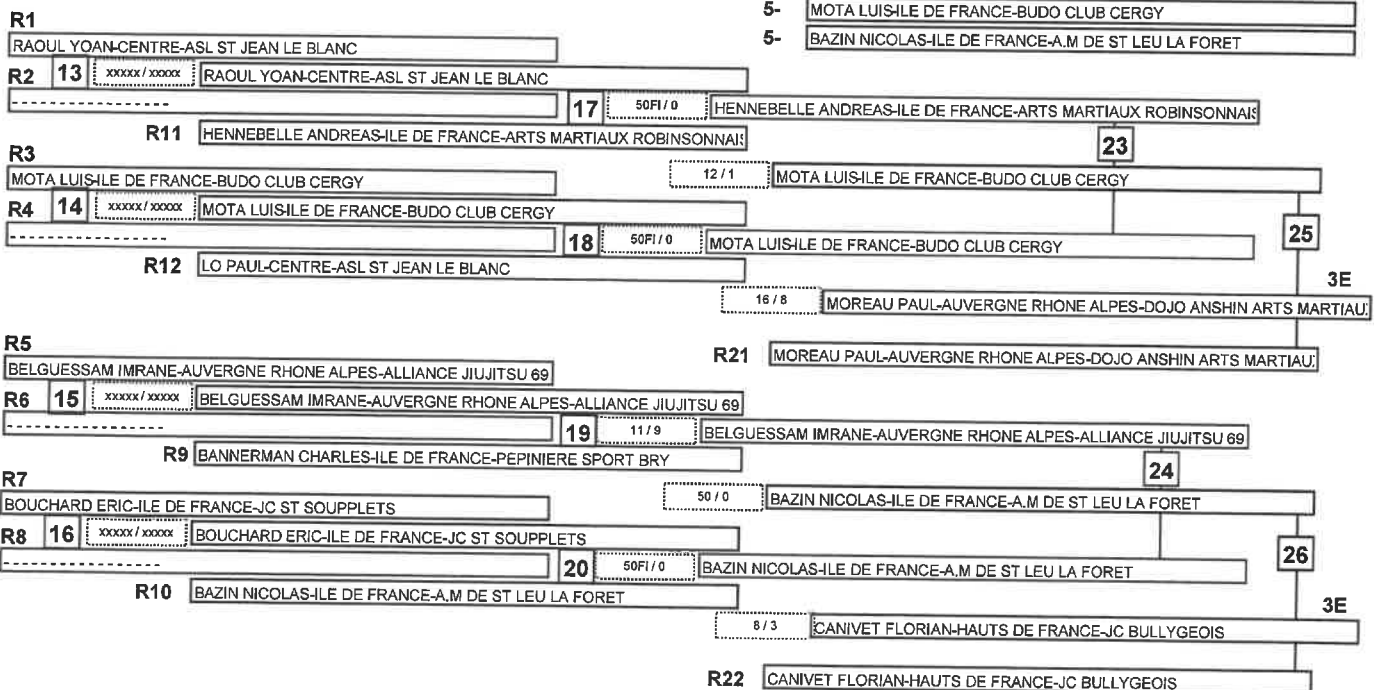 5- MOTA LUIS-ILE DE FRANCE-BUDO CLUB CERGY
R1
5- BAZIN NICOLAS-ILE DE FRANCE-A.M DE ST LEU LA FORET
RAOUL YOAN-CENTRE-ASL ST JEAN LE BLANC
R2 13 xxxxx / xxxxx RAOUL YOAN-CENTRE-ASL ST JEAN LE BLANC
---------------- 17 50FI / 0 HENNEBELLE ANDREAS-ILE DE FRANCE-ARTS MARTIAUX ROBINSONNAIS
R11 HENNEBELLE ANDREAS-ILE DE FRANCE-ARTS MARTIAUX ROBINSONNAIS
23
R3
12 / 1 MOTA LUIS-ILE DE FRANCE-BUDO CLUB CERGY
MOTA LUIS-ILE DE FRANCE-BUDO CLUB CERGY
R4 14 xxxxx / xxxxx MOTA LUIS-ILE DE FRANCE-BUDO CLUB CERGY
25
---------------- 18 50FI / 0 MOTA LUIS-ILE DE FRANCE-BUDO CLUB CERGY
R12 LO PAUL-CENTRE-ASL ST JEAN LE BLANC
3E
16 / 8 MOREAU PAUL-AUVERGNE RHONE ALPES-DOJO ANSHIN ARTS MARTIAU
R5
R21 MOREAU PAUL-AUVERGNE RHONE ALPES-DOJO ANSHIN ARTS MARTIAU
BELGUESSAM IMRANE-AUVERGNE RHONE ALPES-ALLIANCE JIUJITSU 69
R6 15 xxxxx / xxxxx BELGUESSAM IMRANE-AUVERGNE RHONE ALPES-ALLIANCE JIUJITSU 69
---------------- 19 11 / 9 BELGUESSAM IMRANE-AUVERGNE RHONE ALPES-ALLIANCE JIUJITSU 69
R9 BANNERMAN CHARLES-ILE DE FRANCE-PEPINIERE SPORT BRY
24
R7
50 / 0 BAZIN NICOLAS-ILE DE FRANCE-A.M DE ST LEU LA FORET
BOUCHARD ERIC-ILE DE FRANCE-JC ST SOUPPLETS
R8 16 xxxxx / xxxxx BOUCHARD ERIC-ILE DE FRANCE-JC ST SOUPPLETS
26
---------------- 20 50FI / 0 BAZIN NICOLAS-ILE DE FRANCE-A.M DE ST LEU LA FORET
R10 BAZIN NICOLAS-ILE DE FRANCE-A.M DE ST LEU LA FORET
3E
8 / 3 CANIVET FLORIAN-HAUTS DE FRANCE-JC BULLYGEOIS
R22 CANIVET FLORIAN-HAUTS DE FRANCE-JC BULLYGEOIS